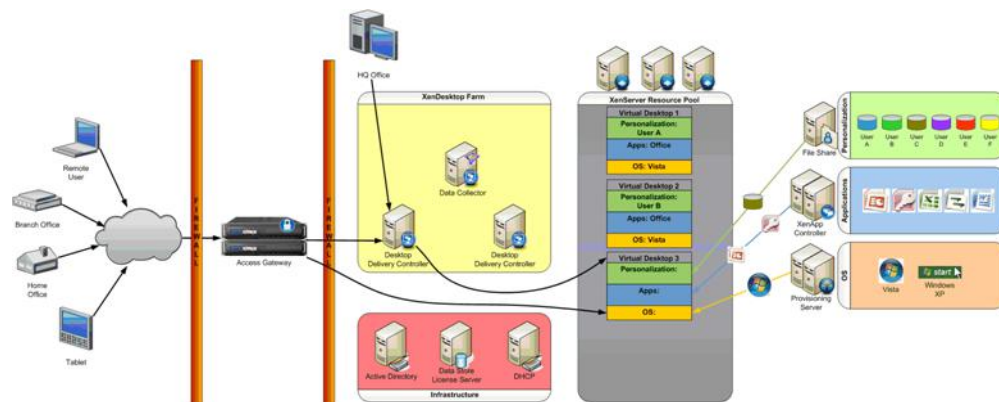 HQ Office
XenDesktop Farm
XenServer Resource Pool
Virtual Desktop 1
Personalization:
User A
Apps: Office
OS: Vista
Virtual Desktop 2
Personalization:
User B
Apps: Office
OS: Vista
Virtual Desktop 3
Personalization:
Apps:
OS:
Remote
User
Branch Office
Home
Office
Tablet
FIREWALL
Access Gateway
FIREWALL
Data Collector
Desktop
Delivery Controller
Desktop
Delivery Controller
Active Directory
Data Store
License Server
DHCP
Infrastructure
File Share
Personalization
User
A
User
B
User
C
User
D
User
E
User
F
XenApp
Controller
Applications
Provisioning
Server
OS
Vista
start
Windows
XP